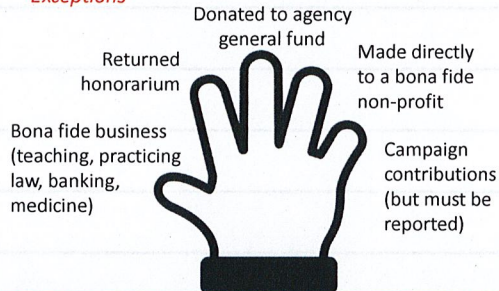 Exceptions
Donated to agency
general fund
Returned
honorarium
Made directly
to a bona fide
non-profit
Bona fide business
(teaching, practicing
law, banking,
medicine)
Campaign
contributions
(but must be
reported)